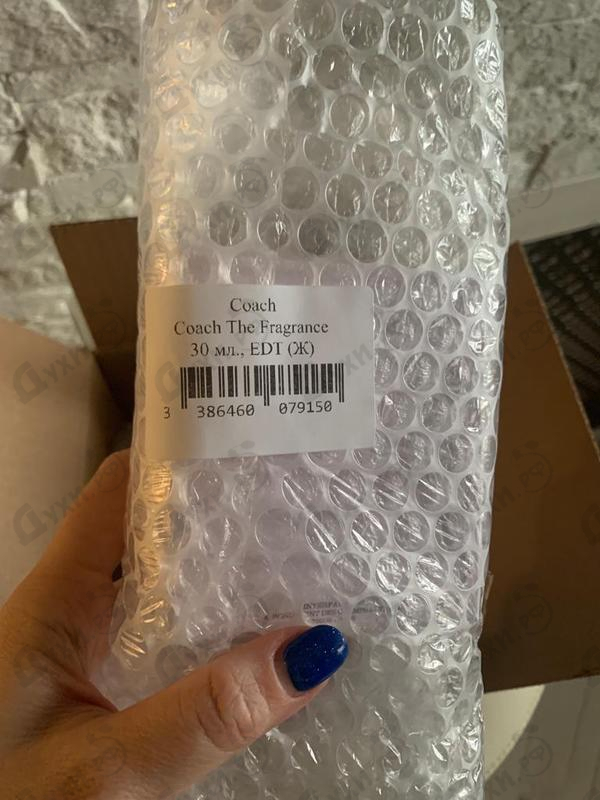 Coach
Coach The Fragrance
30 мл., EDT (Ж)
3 386460 079150